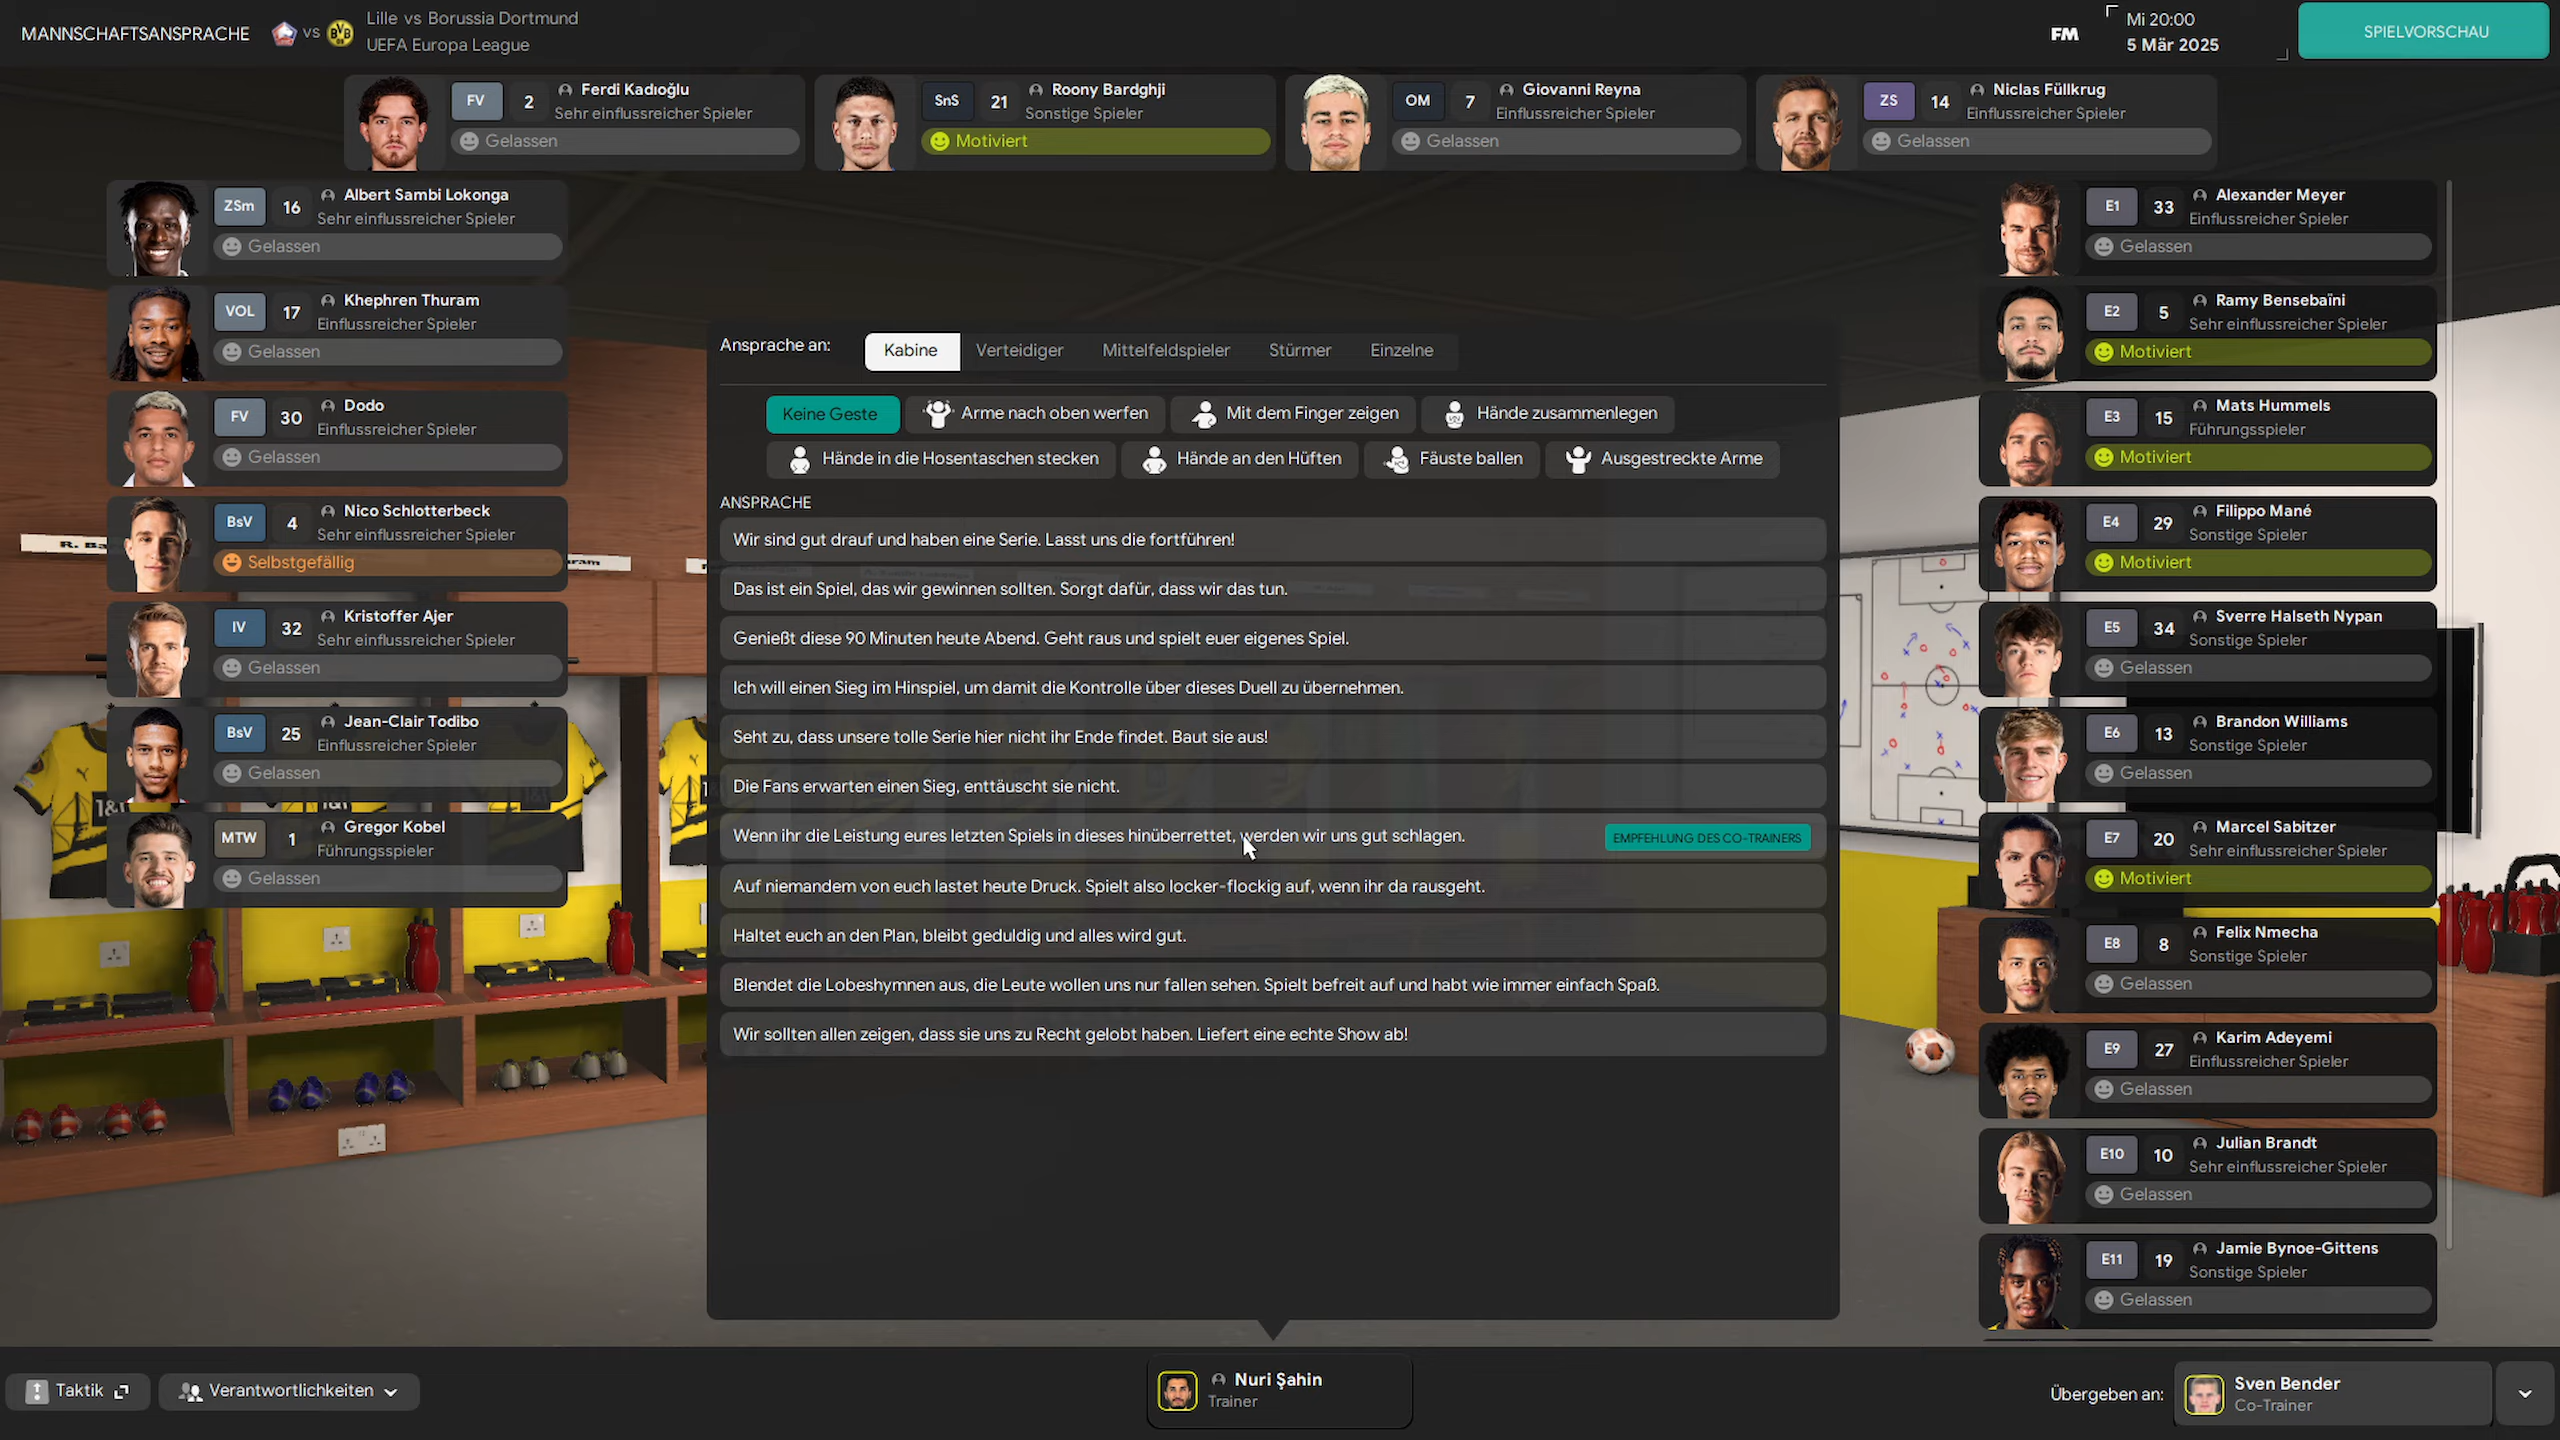 MANNSCHAFTSANSPRACHE
VS
Lille vs Borussia Dortmund
UEFA Europa League
FM
Mi 20:00
5 Mär 2025
SPIELVORSCHAU
FV 2 Ferdi Kadıoğlu
Sehr einflussreicher Spieler
Gelassen
SnS 21 Roony Bardghji
Sonstige Spieler
Motiviert
OM 7 Giovanni Reyna
Einflussreicher Spieler
Gelassen
ZS 14 Niclas Füllkrug
Einflussreicher Spieler
Gelassen
ZSm 16 Albert Sambi Lokonga
Sehr einflussreicher Spieler
Gelassen
VOL 17 Khephren Thuram
Einflussreicher Spieler
Gelassen
FV 30 Dodo
Einflussreicher Spieler
Gelassen
BsV 4 Nico Schlotterbeck
Sehr einflussreicher Spieler
Selbstgefällig
IV 32 Kristoffer Ajer
Sehr einflussreicher Spieler
Gelassen
BsV 25 Jean-Clair Todibo
Einflussreicher Spieler
Gelassen
MTW 1 Gregor Kobel
Führungsspieler
Gelassen
Ansprache an:
Kabine
Verteidiger
Mittelfeldspieler
Stürmer
Einzelne
Keine Geste
Arme nach oben werfen
Mit dem Finger zeigen
Hände zusammenlegen
Hände in die Hosentaschen stecken
Hände an den Hüften
Fäuste ballen
Ausgestreckte Arme
ANSPRACHE
Wir sind gut drauf und haben eine Serie. Lasst uns die fortführen!
Das ist ein Spiel, das wir gewinnen sollten. Sorgt dafür, dass wir das tun.
Genießt diese 90 Minuten heute Abend. Geht raus und spielt euer eigenes Spiel.
Ich will einen Sieg im Hinspiel, um damit die Kontrolle über dieses Duell zu übernehmen.
Seht zu, dass unsere tolle Serie hier nicht ihr Ende findet. Baut sie aus!
Die Fans erwarten einen Sieg, enttäuscht sie nicht.
Wenn ihr die Leistung eures letzten Spiels in dieses hinüberrettet, werden wir uns gut schlagen.
EMPFEHLUNG DES CO-TRAINERS
Auf niemandem von euch lastet heute Druck. Spielt also locker-flockig auf, wenn ihr da rausgeht.
Haltet euch an den Plan, bleibt geduldig und alles wird gut.
Blendet die Lobeshymnen aus, die Leute wollen uns nur fallen sehen. Spielt befreit auf und habt wie immer einfach Spaß.
Wir sollten allen zeigen, dass sie uns zu Recht gelobt haben. Liefert eine echte Show ab!
E1 33 Alexander Meyer
Einflussreicher Spieler
Gelassen
E2 5 Ramy Bensebaïni
Sehr einflussreicher Spieler
Motiviert
E3 15 Mats Hummels
Führungsspieler
Motiviert
E4 29 Filippo Mané
Sonstige Spieler
Motiviert
E5 34 Sverre Halseth Nypan
Sonstige Spieler
Gelassen
E6 13 Brandon Williams
Sonstige Spieler
Gelassen
E7 20 Marcel Sabitzer
Sehr einflussreicher Spieler
Motiviert
E8 8 Felix Nmecha
Sonstige Spieler
Gelassen
E9 27 Karim Adeyemi
Einflussreicher Spieler
Gelassen
E10 10 Julian Brandt
Sehr einflussreicher Spieler
Gelassen
E11 19 Jamie Bynoe-Gittens
Sonstige Spieler
Gelassen
Taktik
Verantwortlichkeiten
Nuri Şahin
Trainer
Übergeben an:
Sven Bender
Co-Trainer